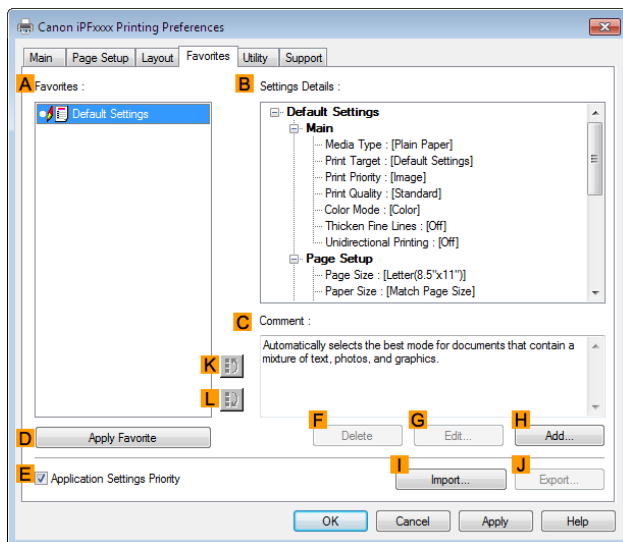 Canon iPFxxxx Printing Preferences
Main Page Setup Layout Favorites Utility Support
A Favorites :
Default Settings
B Settings Details :
Default Settings
Main
Media Type : [Plain Paper]
Print Target : [Default Settings]
Print Priority : [Image]
Print Quality : [Standard]
Color Mode : [Color]
Thicken Fine Lines : [Off]
Unidirectional Printing : [Off]
Page Setup
Page Size : [Letter(8.5"x11")]
Paper Size : [Match Page Size]
C Comment :
Automatically selects the best mode for documents that contain a
mixture of text, photos, and graphics.
K
L
D Apply Favorite
F Delete
G Edit...
H Add...
E Application Settings Priority
I Import...
J Export...
OK Cancel Apply Help